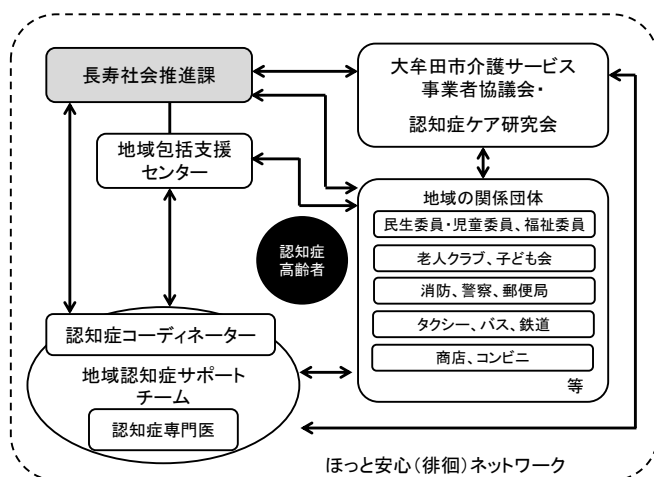 長寿社会推進課
大牟田市介護サービス
事業者協議会・
認知症ケア研究会
地域包括支援
センター
地域の関係団体
民生委員・児童委員、福祉委員
老人クラブ、子ども会
消防、警察、郵便局
タクシー、バス、鉄道
商店、コンビニ
等
認知症
高齢者
認知症コーディネーター
地域認知症サポート
チーム
認知症専門医
ほっと安心(徘徊)ネットワーク